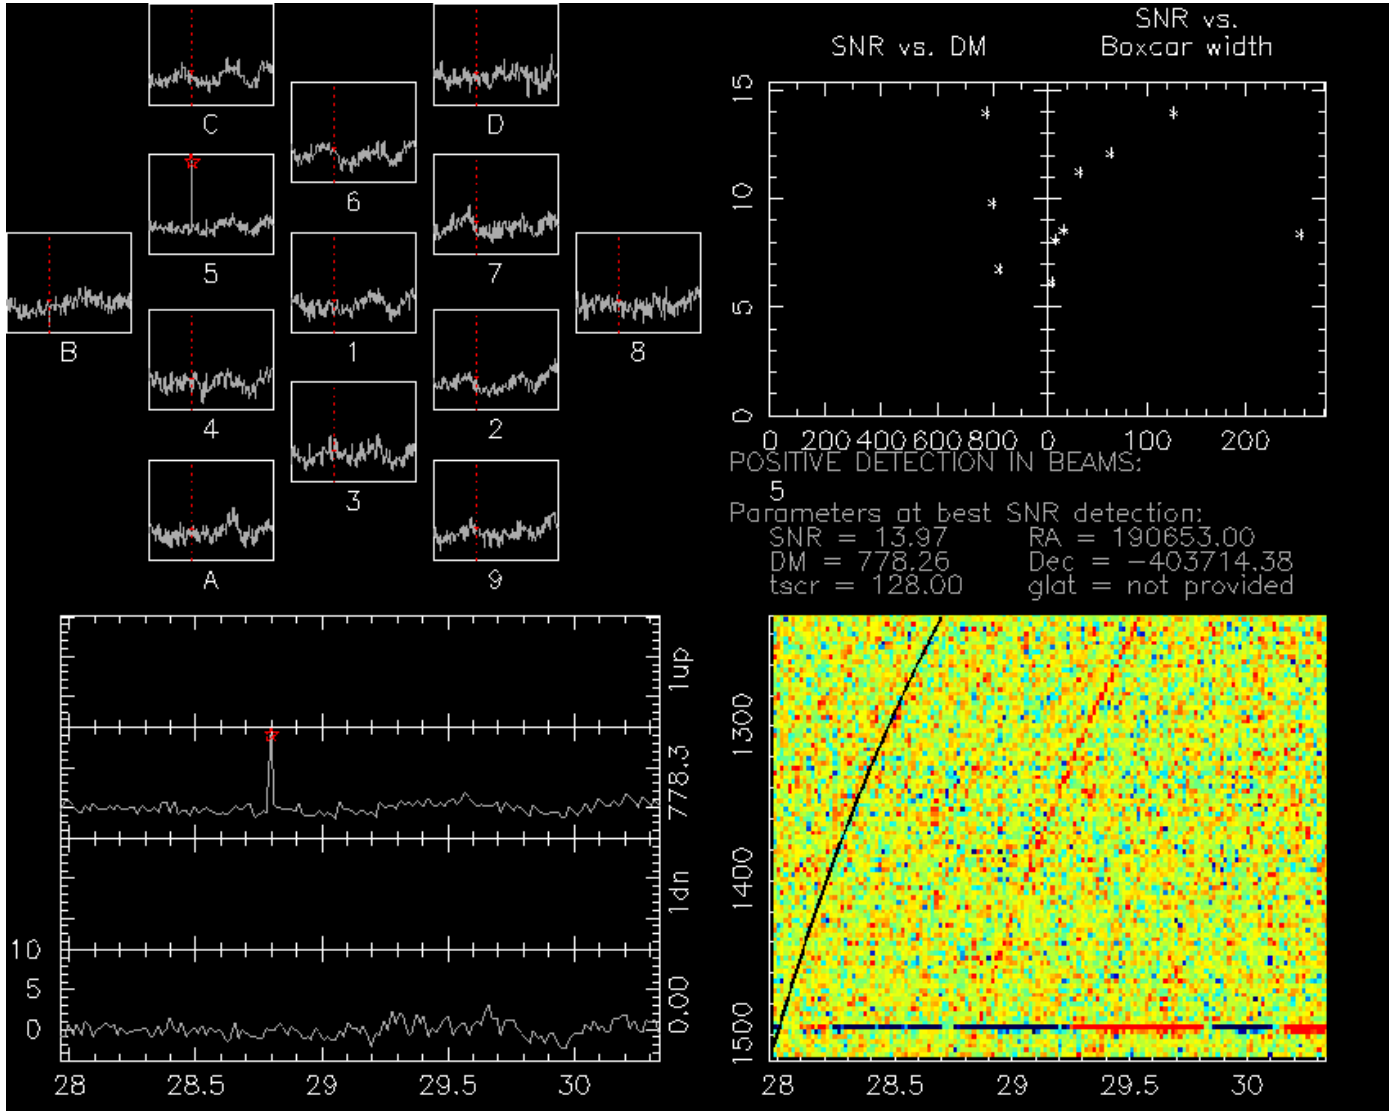 C
D
6
5
7
B
1
8
4
2
3
A
9
SNR vs. DM
SNR vs.
Boxcar width
15
10
5
0
0 200 400 600 800 0 100 200
POSITIVE DETECTION IN BEAMS:
5
Parameters at best SNR detection:
SNR = 13.97 RA = 190653.00
DM = 778.26 Dec = -403714.38
tscr = 128.00 glat = not provided
1up
778.3
1dn
0.00
10
5
0
28 28.5 29 29.5 30
1300
1400
1500
28 28.5 29 29.5 30